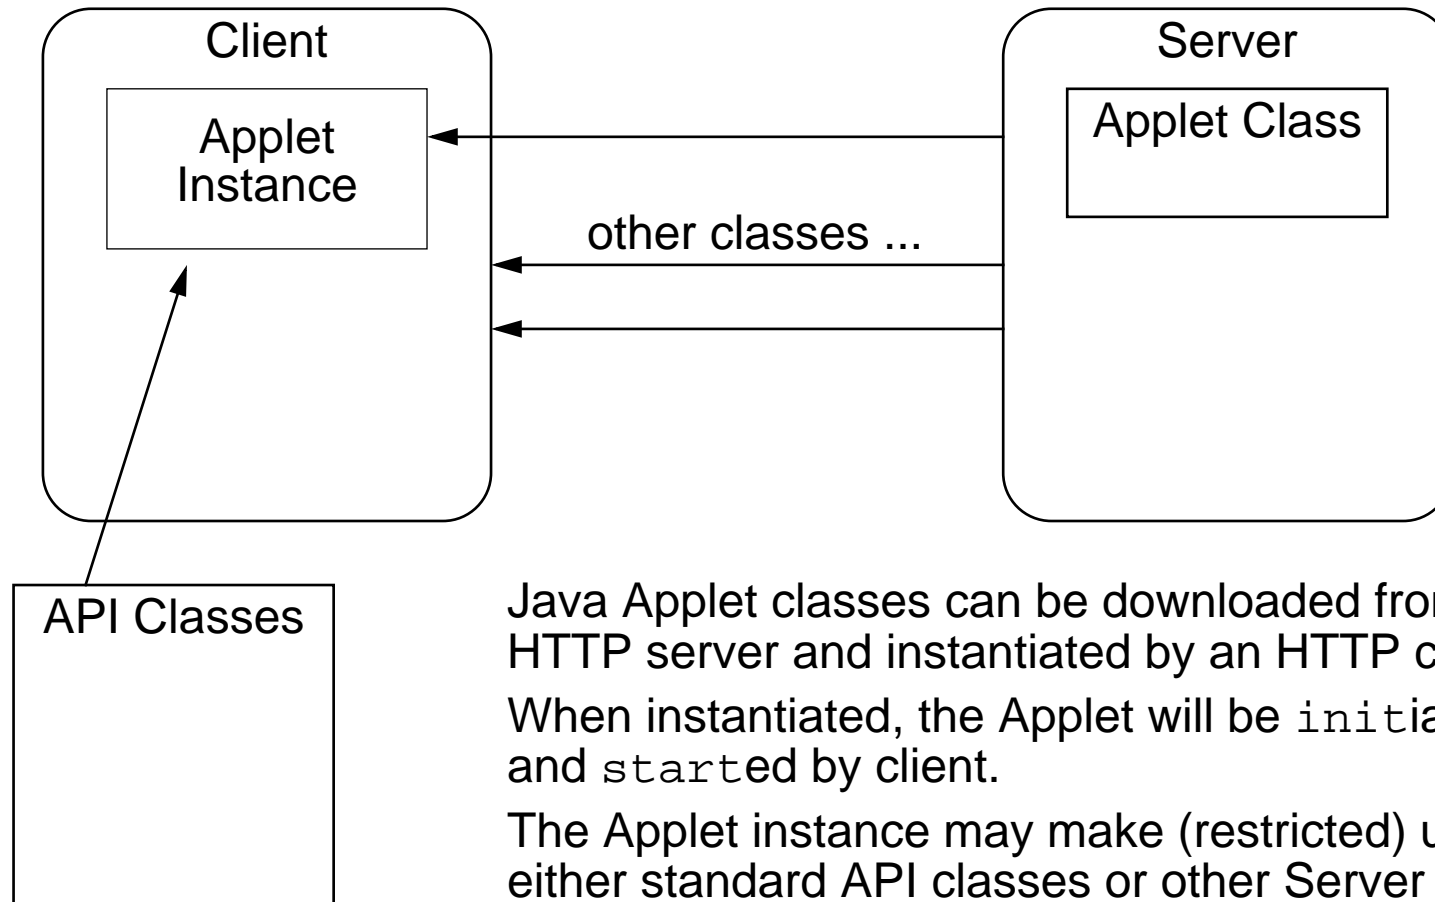 Client
Server
Applet
Instance
Applet Class
other classes ...
API Classes
Java Applet classes can be downloaded from
HTTP server and instantiated by an HTTP c
When instantiated, the Applet will be initia
and started by client.
The Applet instance may make (restricted) u
either standard API classes or other Server